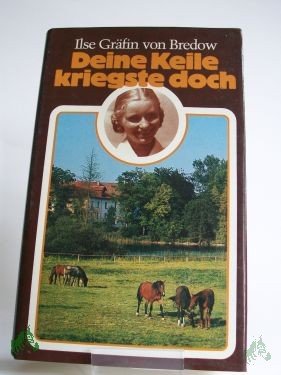 Ilse Gräfin von Bredow
Deine Keile
kriegste doch